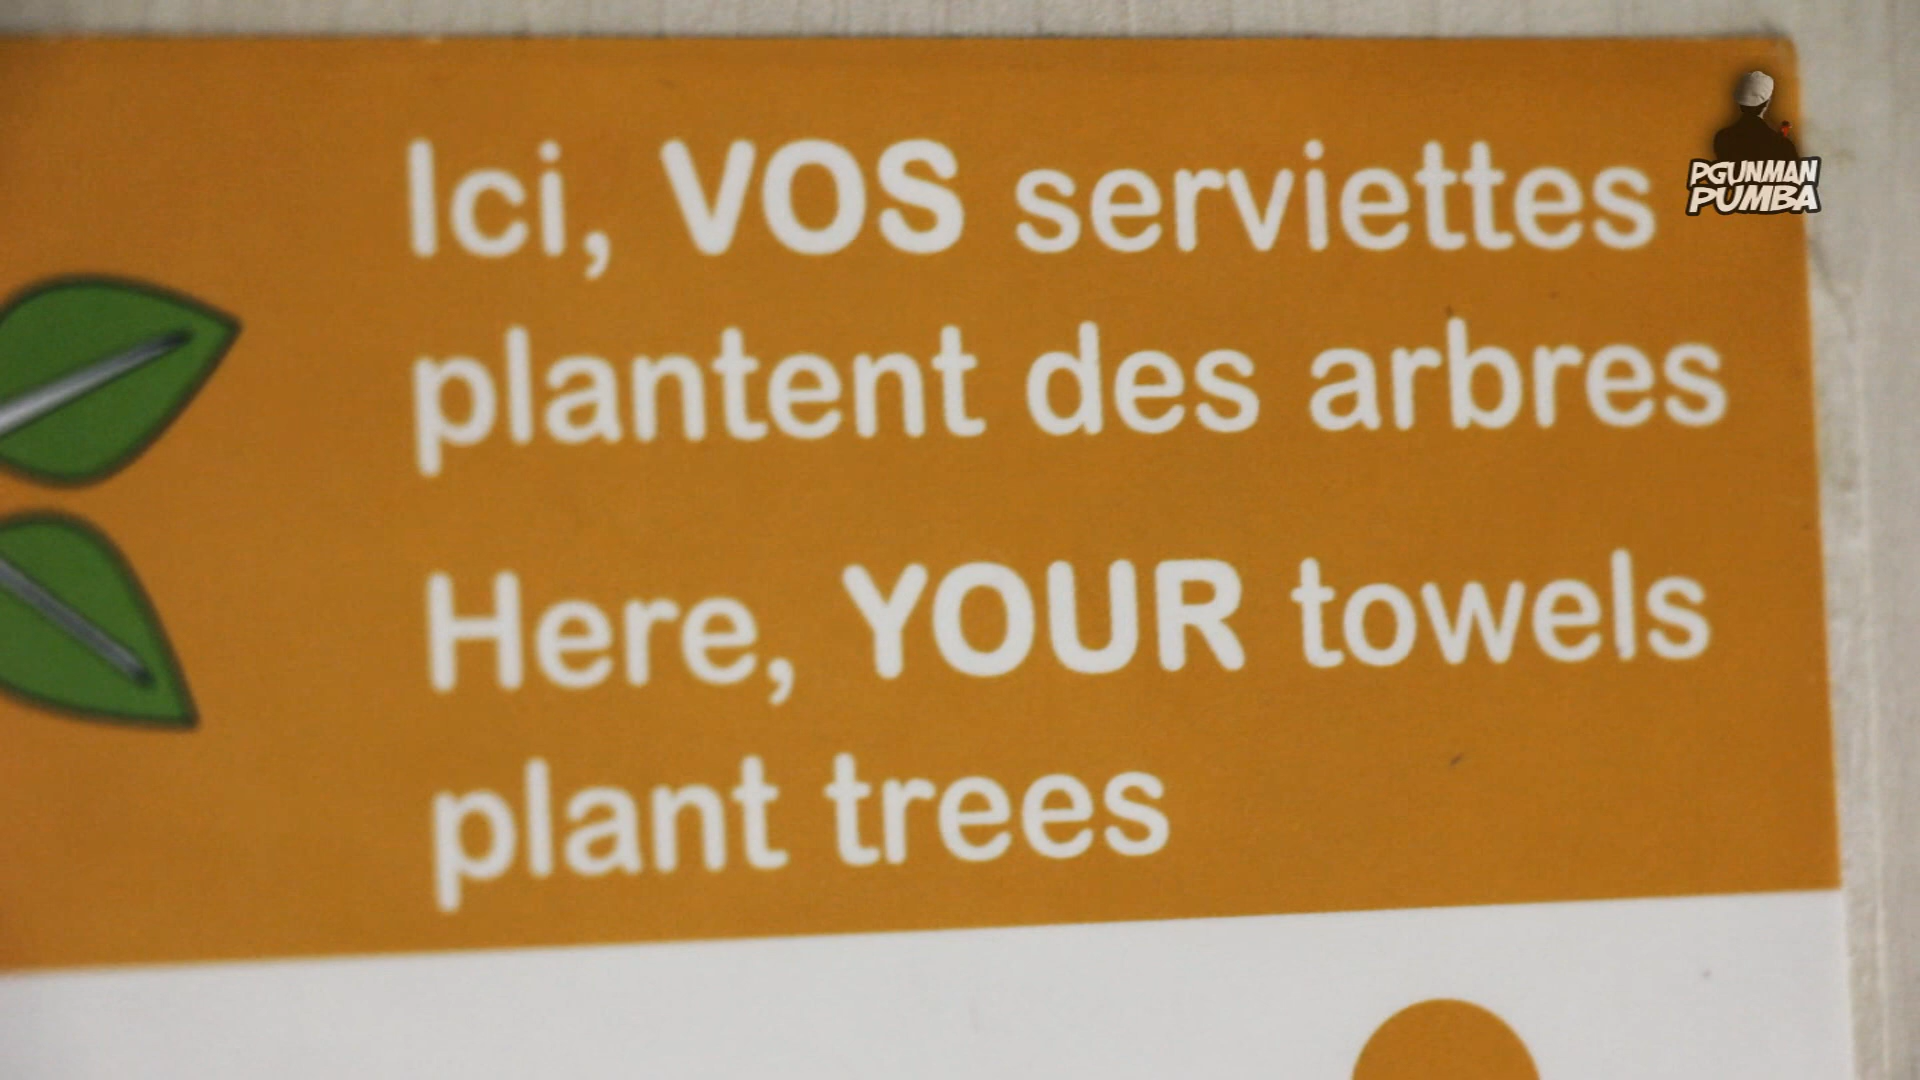 Ici, VOS serviettes
plantent des arbres
Here, YOUR towels
plant trees
PGUNMAN
PUMBA